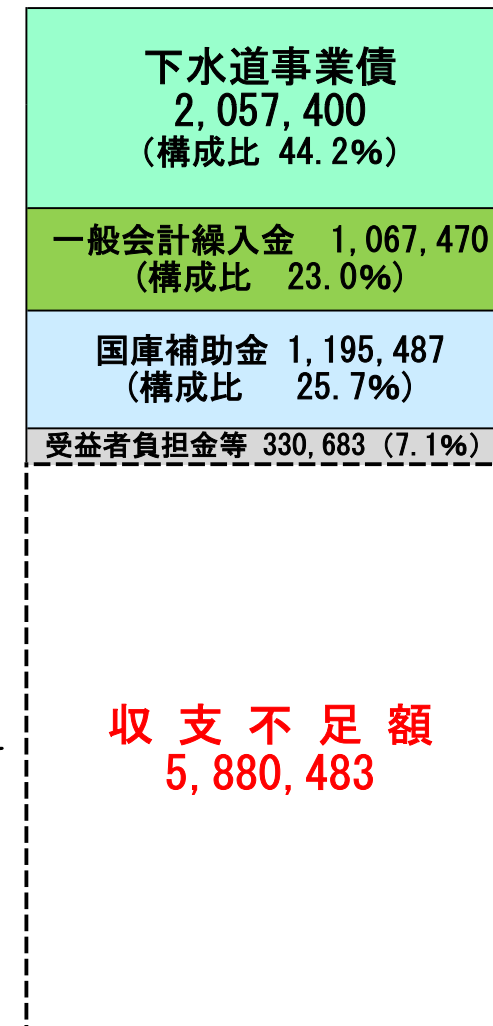 下水道事業債
2,057,400
(構成比 44.2%)
一般会計繰入金 1,067,470
(構成比 23.0%)
国庫補助金 1,195,487
(構成比 25.7%)
受益者負担金等 330,683 (7.1%)
収支不足額
5,880,483